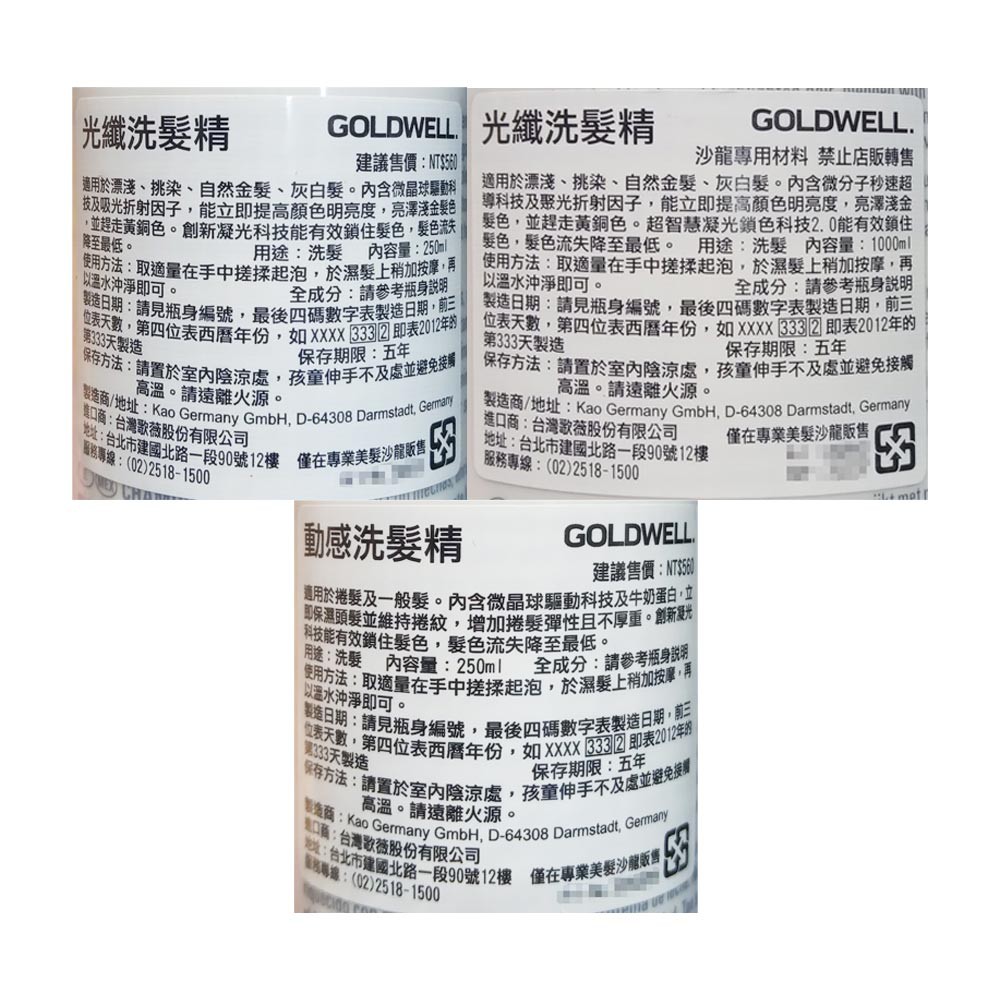 光纖洗髮精 GOLDWELL.
建議售價：NT$560
適用於漂淺、挑染、自然金髮、灰白髮。內含微晶球驅動科
技及吸光折射因子，能立即提高顏色明亮度，亮澤淺金髮色
，並趕走黃銅色。創新凝光科技能有效鎖住髮色，髮色流失
降至最低。 用途：洗髮 內容量：250ml
使用方法：取適量在手中搓揉起泡，於濕髮上稍加按摩，再
以溫水沖淨即可。 全成分：請參考瓶身說明
製造日期：請見瓶身編號，最後四碼數字表製造日期，前三
位表天數，第四位表西曆年份，如 XXXX 333 2 即表2012年的
第333天製造 保存期限：五年
保存方法：請置於室內陰涼處，孩童伸手不及處並避免接觸
高溫。請遠離火源。
製造商/地址：Kao Germany GmbH, D-64308 Darmstadt, Germany
進口商：台灣歌薇股份有限公司
地址：台北市建國北路一段90號12樓 僅在專業美髮沙龍販售
服務專線：(02)2518-1500
光纖洗髮精 GOLDWELL.
沙龍專用材料 禁止店販轉售
適用於漂淺、挑染、自然金髮、灰白髮。內含微分子秒速超
導科技及聚光折射因子，能立即提高顏色明亮度，亮澤淺金
髮色，並趕走黃銅色。超智慧凝光鎖色科技2.0能有效鎖住
髮色，髮色流失降至最低。 用途：洗髮 內容量：1000ml
使用方法：取適量在手中搓揉起泡，於濕髮上稍加按摩，再
以溫水沖淨即可。 全成分：請參考瓶身說明
製造日期：請見瓶身編號，最後四碼數字表製造日期，前三
位表天數，第四位表西曆年份，如 XXXX 333 2 即表2012年的
第333天製造 保存期限：五年
保存方法：請置於室內陰涼處，孩童伸手不及處並避免接觸
高溫。請遠離火源。
製造商/地址：Kao Germany GmbH, D-64308 Darmstadt, Germany
進口商：台灣歌薇股份有限公司
地址：台北市建國北路一段90號12樓 僅在專業美髮沙龍販售
服務專線：(02)2518-1500
動感洗髮精 GOLDWELL.
建議售價：NT$560
適用於捲髮及一般髮。內含微晶球驅動科技及牛奶蛋白，立
即保濕頭髮並維持捲紋，增加捲髮彈性且不厚重。創新凝光
科技能有效鎖住髮色，髮色流失降至最低。
用途：洗髮 內容量：250ml 全成分：請參考瓶身說明
使用方法：取適量在手中搓揉起泡，於濕髮上稍加按摩，再
以溫水沖淨即可。
製造日期：請見瓶身編號，最後四碼數字表製造日期，前三
位表天數，第四位表西曆年份，如 XXXX 333 2 即表2012年的
第333天製造 保存期限：五年
保存方法：請置於室內陰涼處，孩童伸手不及處並避免接觸
高溫。請遠離火源。
製造商：Kao Germany GmbH, D-64308 Darmstadt, Germany
進口商：台灣歌薇股份有限公司
地址：台北市建國北路一段90號12樓 僅在專業美髮沙龍販售
服務專線：(02)2518-1500